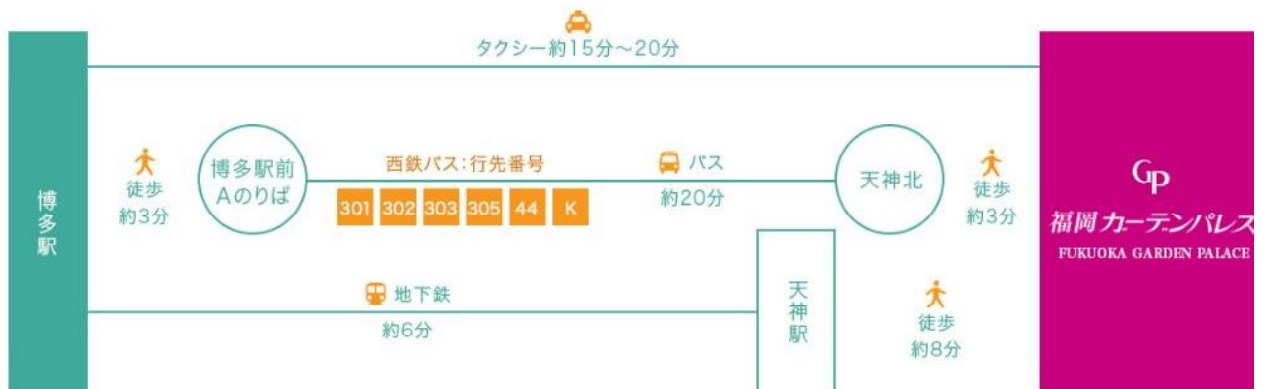 タクシー約15分～20分
博多駅
徒歩
約3分
博多駅前
Aのりば
西鉄バス:行先番号
301 302 303 305 44 K
バス
約20分
天神北
徒歩
約3分
地下鉄
約6分
天神駅
徒歩
約8分
GP
福岡ガーデンパレス
FUKUOKA GARDEN PALACE